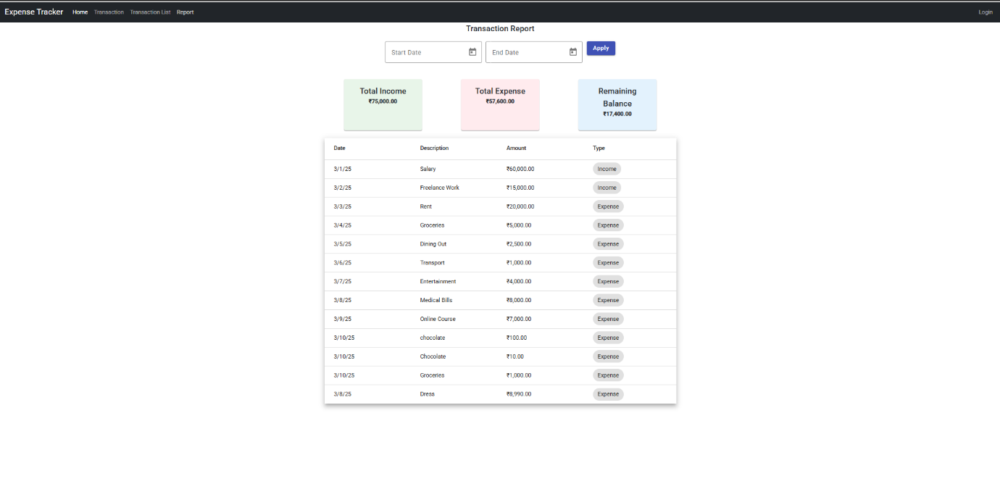 Expense Tracker Home Transaction Transaction List Report Login
Transaction Report
Start Date End Date Apply
Total Income Total Expense Remaining
Balance
₹75,000.00 ₹57,600.00 ₹17,400.00
Date Description Amount Type
3/1/25 Salary ₹60,000.00 Income
3/2/25 Freelance Work ₹15,000.00 Income
3/3/25 Rent ₹20,000.00 Expense
3/4/25 Groceries ₹5,000.00 Expense
3/5/25 Dining Out ₹2,500.00 Expense
3/6/25 Transport ₹1,000.00 Expense
3/7/25 Entertainment ₹4,000.00 Expense
3/8/25 Medical Bills ₹8,000.00 Expense
3/9/25 Online Course ₹7,000.00 Expense
3/10/25 chocolate ₹100.00 Expense
3/10/25 Chocolate ₹10.00 Expense
3/10/25 Groceries ₹1,000.00 Expense
3/8/25 Dress ₹8,990.00 Expense